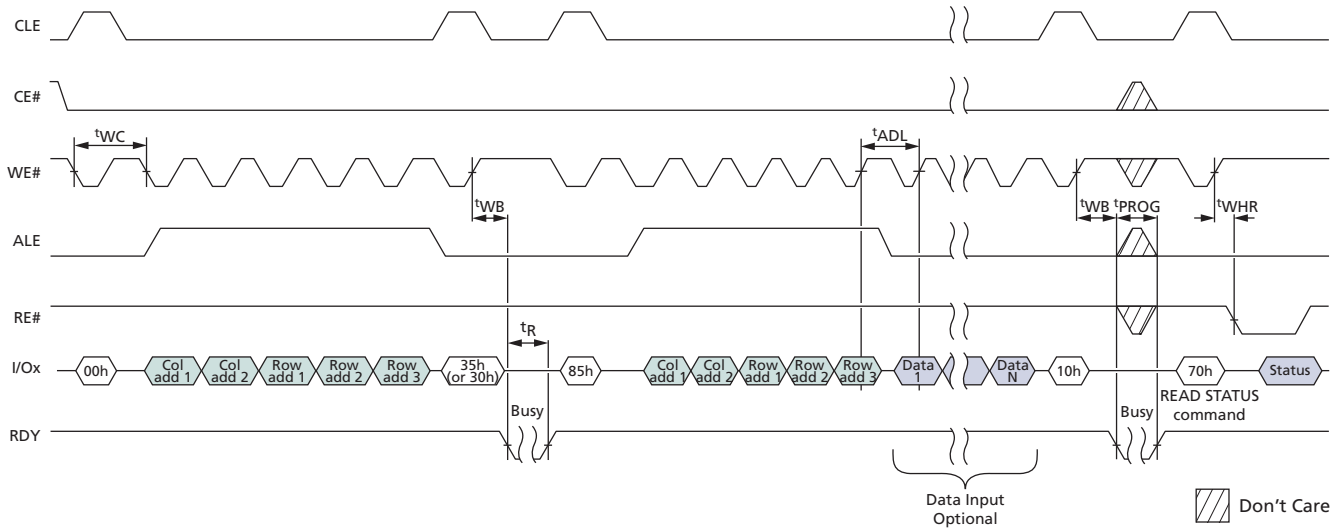 CLE
CE#
tWC
tADL
WE#
tWB
tWB
tPROG
tWHR
ALE
RE#
tR
I/Ox
00h
Col add 1
Col add 2
Row add 1
Row add 2
Row add 3
35h (or 30h)
85h
Col add 1
Col add 2
Row add 1
Row add 2
Row add 3
Data 1
Data N
10h
70h
Status
READ STATUS
command
Busy
Busy
RDY
Data Input
Optional
Don't Care